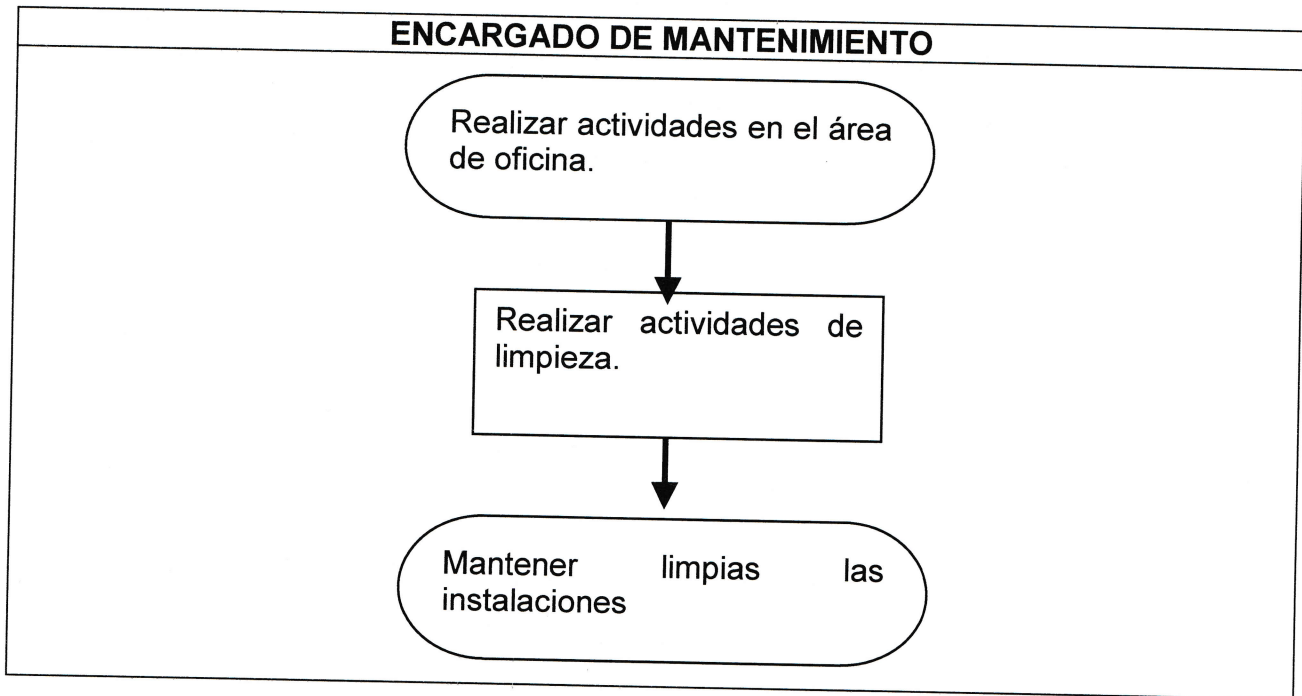 ENCARGADO DE MANTENIMIENTO
Realizar actividades en el área
de oficina.
Realizar actividades de
limpieza.
Mantener limpias las
instalaciones